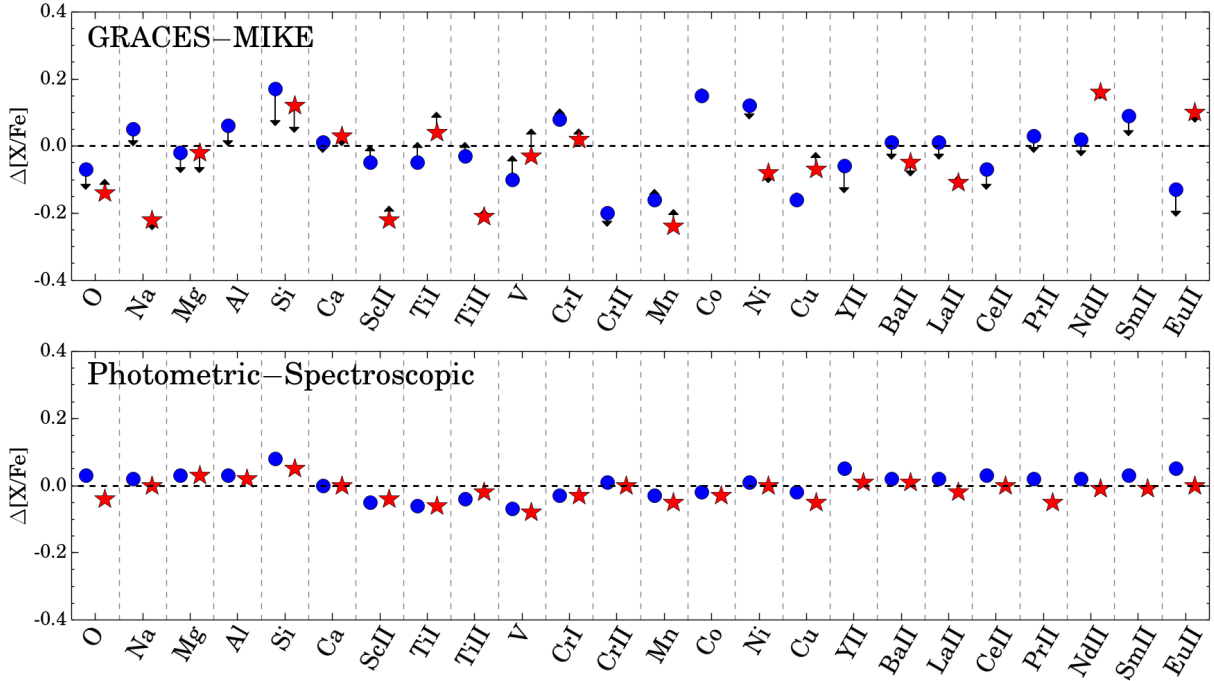 GRACES−MIKE
Δ[X/Fe]
0.4
0.2
0.0
-0.2
-0.4
O Na Mg Al Si Ca ScII TiI TiII V CrI CrII Mn Co Ni Cu YII BaII LaII CeII PrII NdII SmII EuII
Photometric−Spectroscopic
Δ[X/Fe]
0.4
0.2
0.0
-0.2
-0.4
O Na Mg Al Si Ca ScII TiI TiII V CrI CrII Mn Co Ni Cu YII BaII LaII CeII PrII NdII SmII EuII